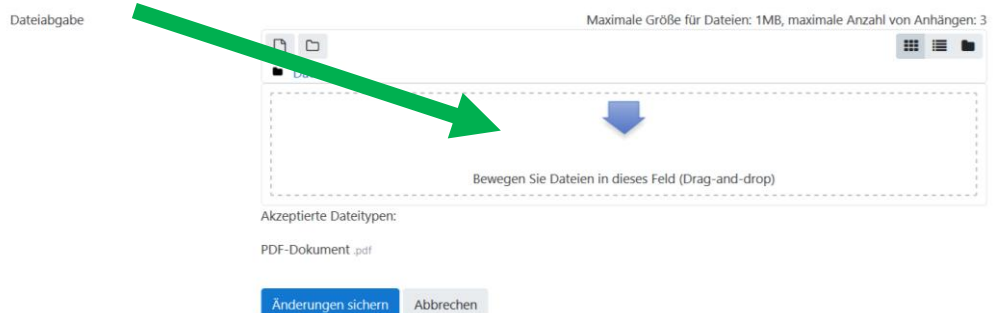 Dateiabgabe
Maximale Größe für Dateien: 1MB, maximale Anzahl von Anhängen: 3
Bewegen Sie Dateien in dieses Feld (Drag-and-drop)
Akzeptierte Dateitypen:
PDF-Dokument .pdf
Änderungen sichern Abbrechen